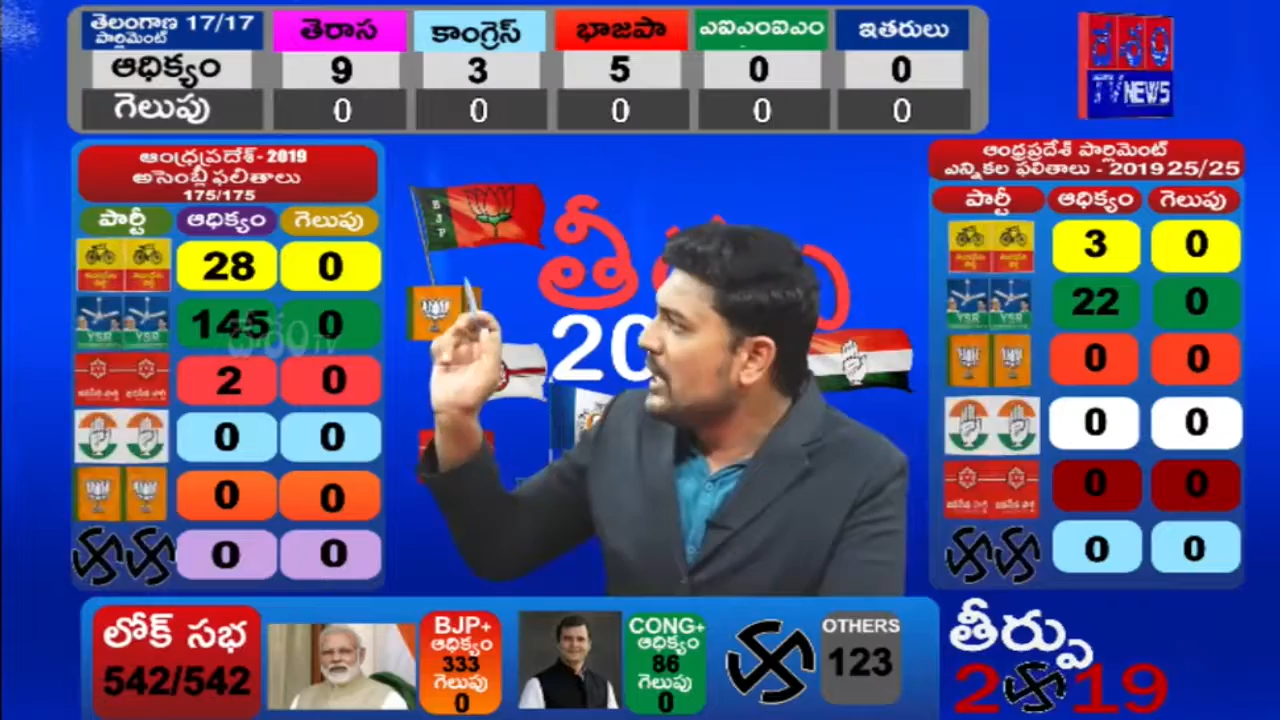 తెలంగాణ 17/17
పార్లిమెంట్
తెరాస
కాంగ్రెస్
భాజపా
ఎఐఎంఐఎం
ఇతరులు
ఆధిక్యం 9 3 5 0 0
గెలుపు 0 0 0 0 0
TV NEWS
ఆంధ్రప్రదేశ్- 2019
అసెంబ్లీ ఫలితాలు
175/175
పార్టీ ఆధిక్యం గెలుపు
28 0
145 0
2 0
0 0
0 0
0 0
YSR YSR
BJP
తీ
20
ఆంధ్రప్రదేశ్ పార్లిమెంట్
ఎన్నికల ఫలితాలు - 2019 25/25
పార్టీ ఆధిక్యం గెలుపు
3 0
22 0
0 0
0 0
0 0
0 0
లోక్ సభ
542/542
BJP+
ఆధిక్యం
333
గెలుపు
0
CONG+
ఆధిక్యం
86
గెలుపు
0
OTHERS
123
తీర్పు
2019